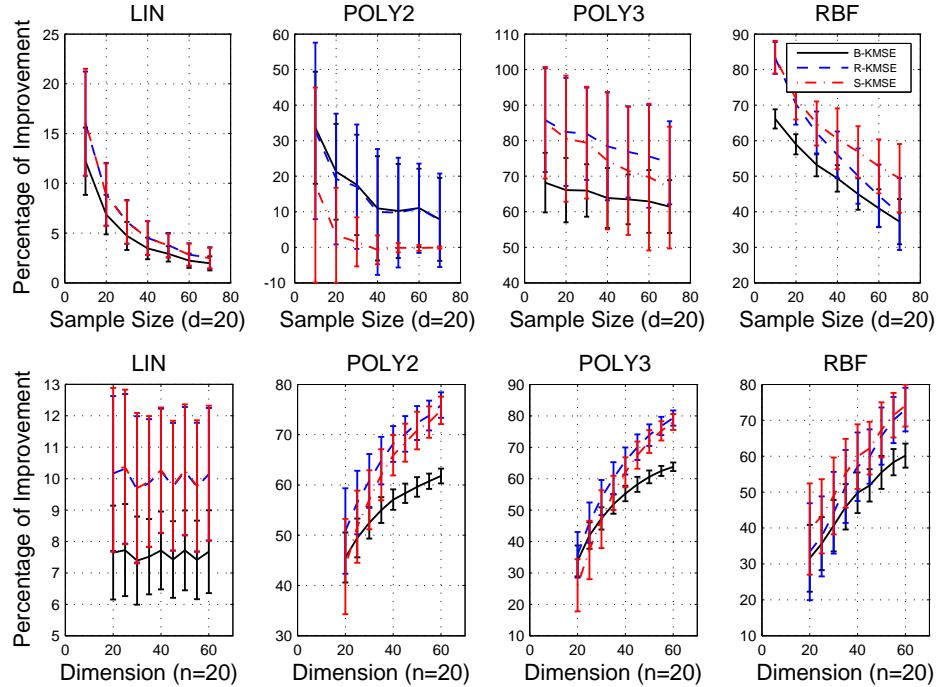 LIN
POLY2
POLY3
RBF
Percentage of Improvement
25
20
15
10
5
0
0 20 40 60 80
Sample Size (d=20)
60
50
40
30
20
10
0
-10
0 20 40 60 80
Sample Size (d=20)
110
100
90
80
70
60
50
40
0 20 40 60 80
Sample Size (d=20)
90
80
70
60
50
40
30
20
0 20 40 60 80
Sample Size (d=20)
B-KMSE
R-KMSE
S-KMSE
LIN
POLY2
POLY3
RBF
Percentage of Improvement
13
12
11
10
9
8
7
6
5
0 20 40 60
Dimension (n=20)
80
70
60
50
40
30
0 20 40 60
Dimension (n=20)
90
80
70
60
50
40
30
20
10
0 20 40 60
Dimension (n=20)
80
70
60
50
40
30
20
10
0 20 40 60
Dimension (n=20)